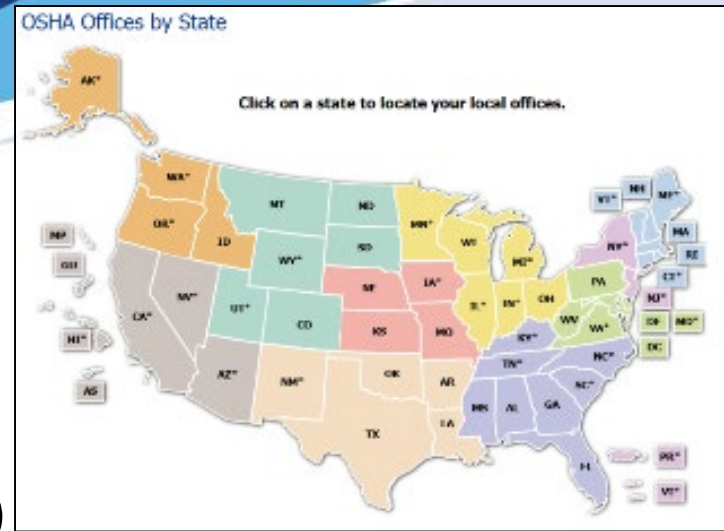 OSHA Offices by State
AK*
Click on a state to locate your local offices.
WA*
MT
ND
MN*
VT*
NH
ME*
OR*
ID
WY*
SD
WI
MI*
NY*
MA
RI
CT*
MP
GU
NV*
UT*
CO
NE
IA*
IL*
IN*
OH
PA
NJ*
CA*
KS
MO
KY*
WV
VA*
DE
MD*
DC
HI*
AS
AZ*
NM*
OK
AR
TN*
NC*
SC*
TX
LA
MS
AL
GA
FL
PR*
VI*
)